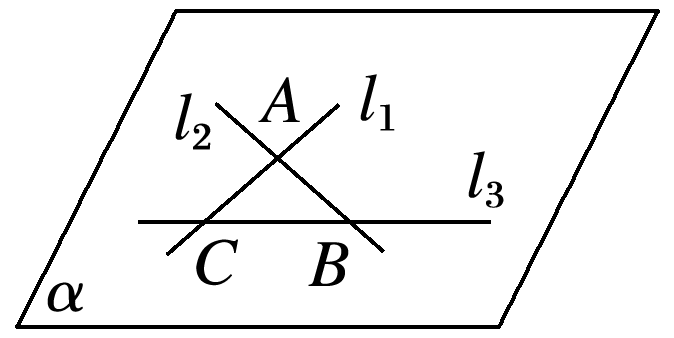 l₂ A l₁
l₃
C B
α